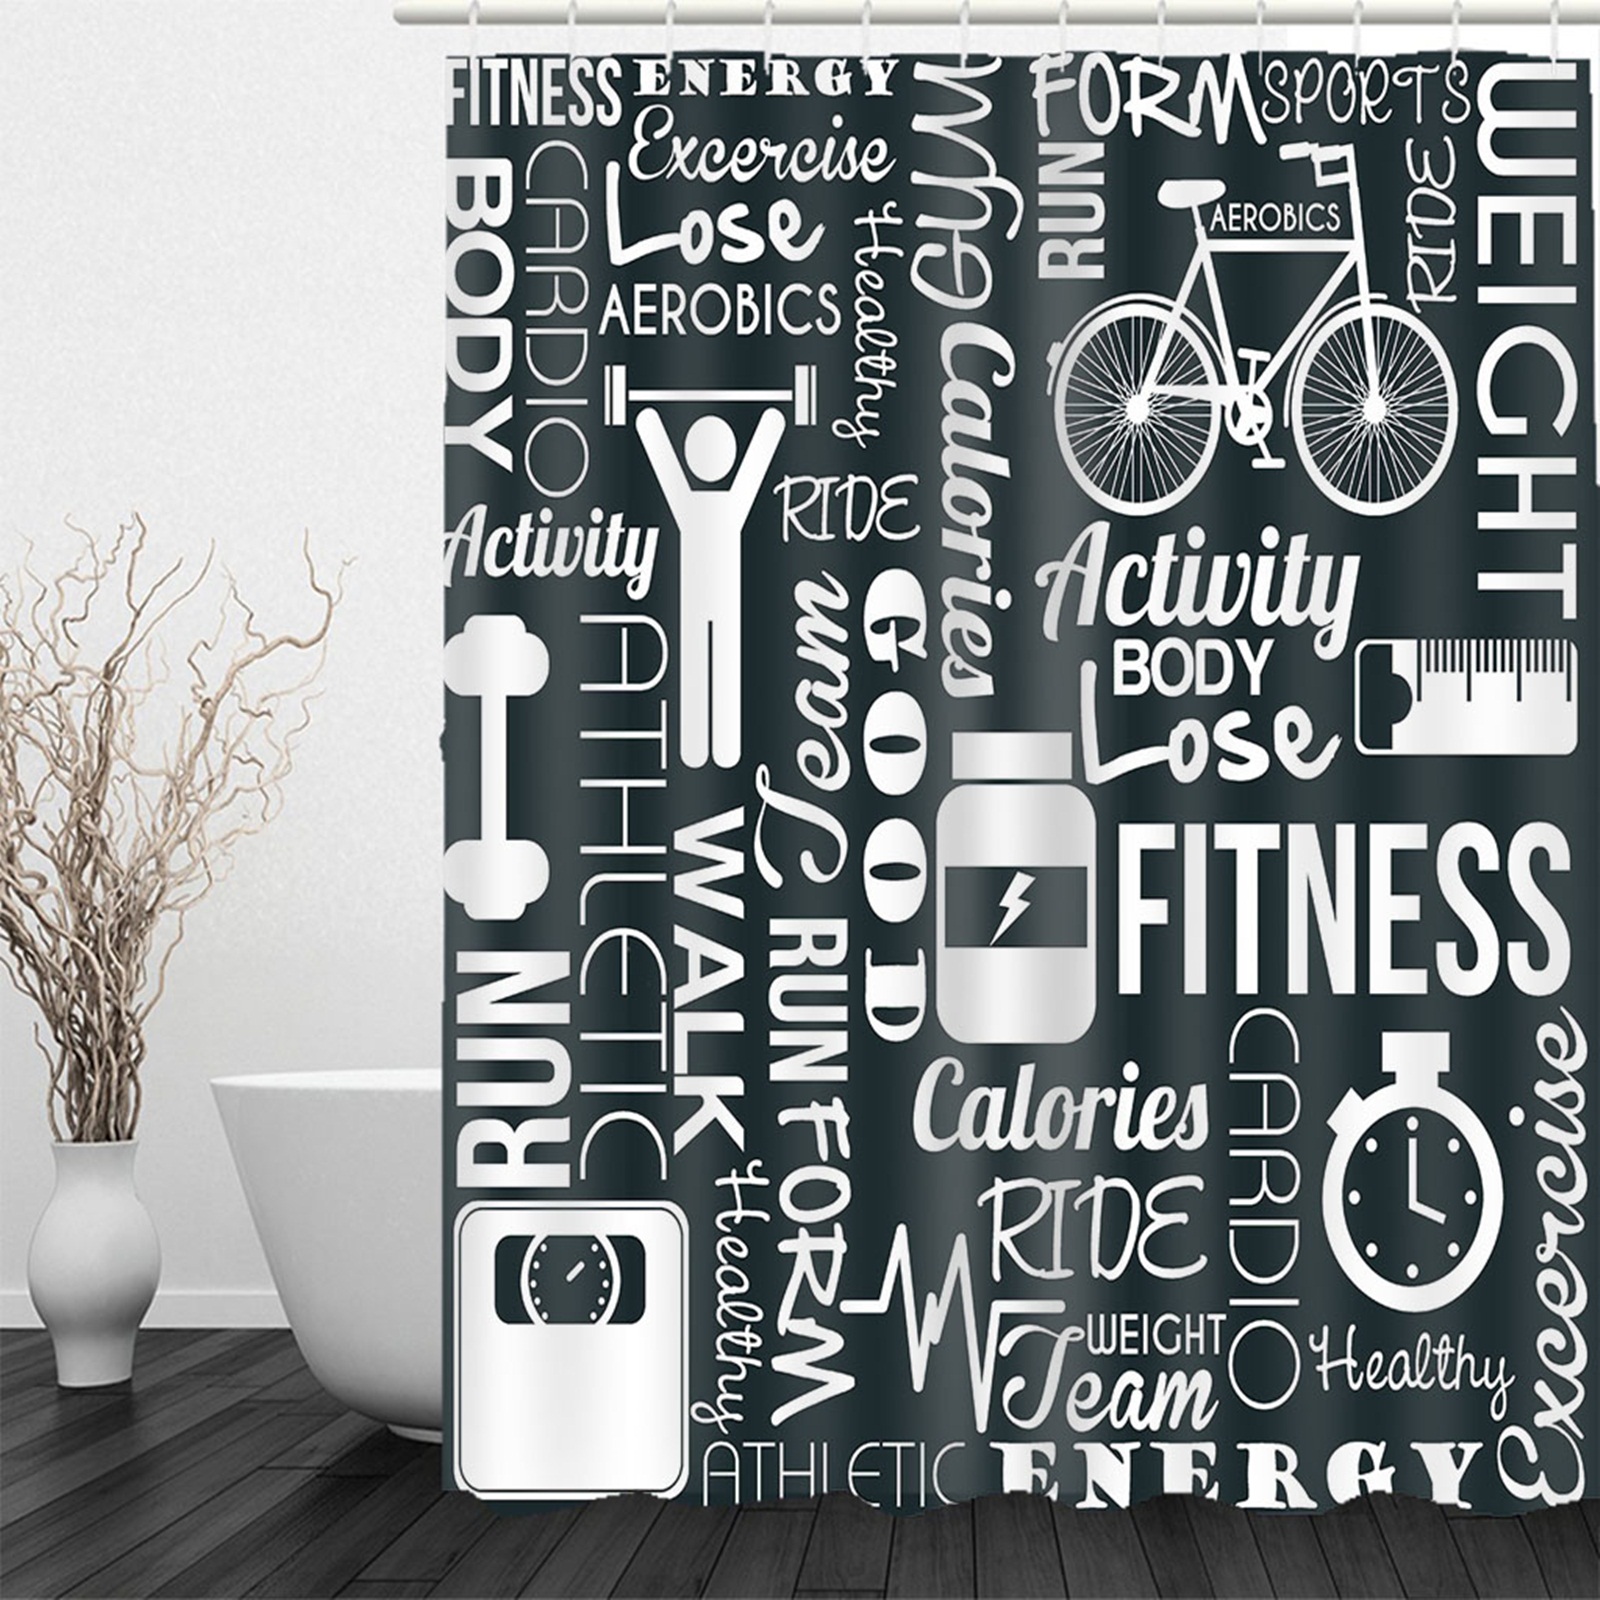 FITNESS
ENERGY
Why
FORM
SPORTS
WEIGHT
Excercise
BODY
CARDIO
Lose
RUN
RIDE
AEROBICS
AEROBICS
Healthy
Calories
RIDE
Activity
Activity
ATHLETIC
Team
GOOD
BODY
Lose
WALK
FITNESS
RUN
RUN
Calories
CARDIO
Excercise
FORM
Healthy
RIDE
WEIGHT
Team
Healthy
ATHLETIC
ENERGY